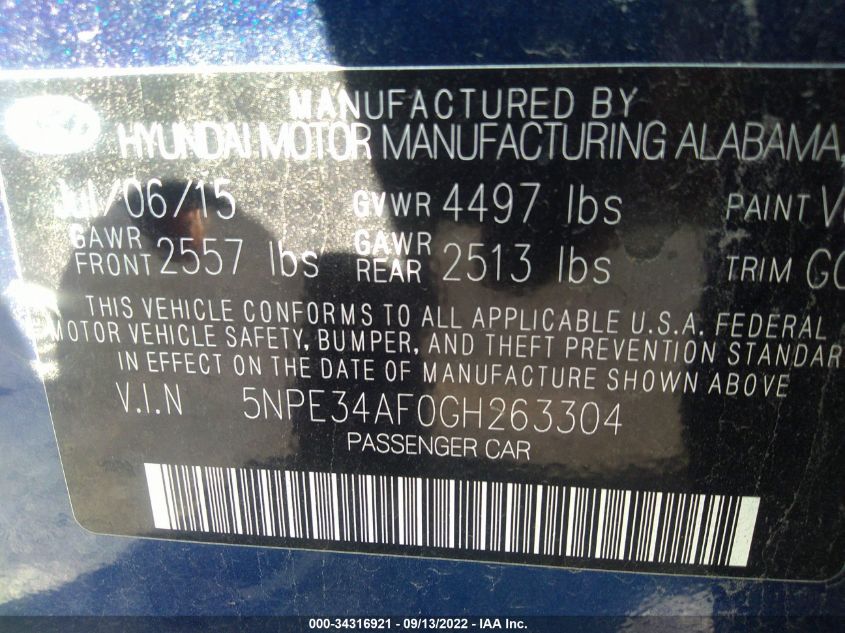 MANUFACTURED BY
HYUNDAI MOTOR MANUFACTURING ALABAMA,
JUl/06/15 GVWR 4497 lbs PAINT
GAWR FRONT 2557 lbs GAWR REAR 2513 lbs TRIM
THIS VEHICLE CONFORMS TO ALL APPLICABLE U.S.A. FEDERAL
MOTOR VEHICLE SAFETY, BUMPER, AND THEFT PREVENTION STANDAR
IN EFFECT ON THE DATE OF MANUFACTURE SHOWN ABOVE
V.I.N 5NPE34AF0GH263304
PASSENGER CAR
000-34316921 - 09/13/2022 - IAA Inc.